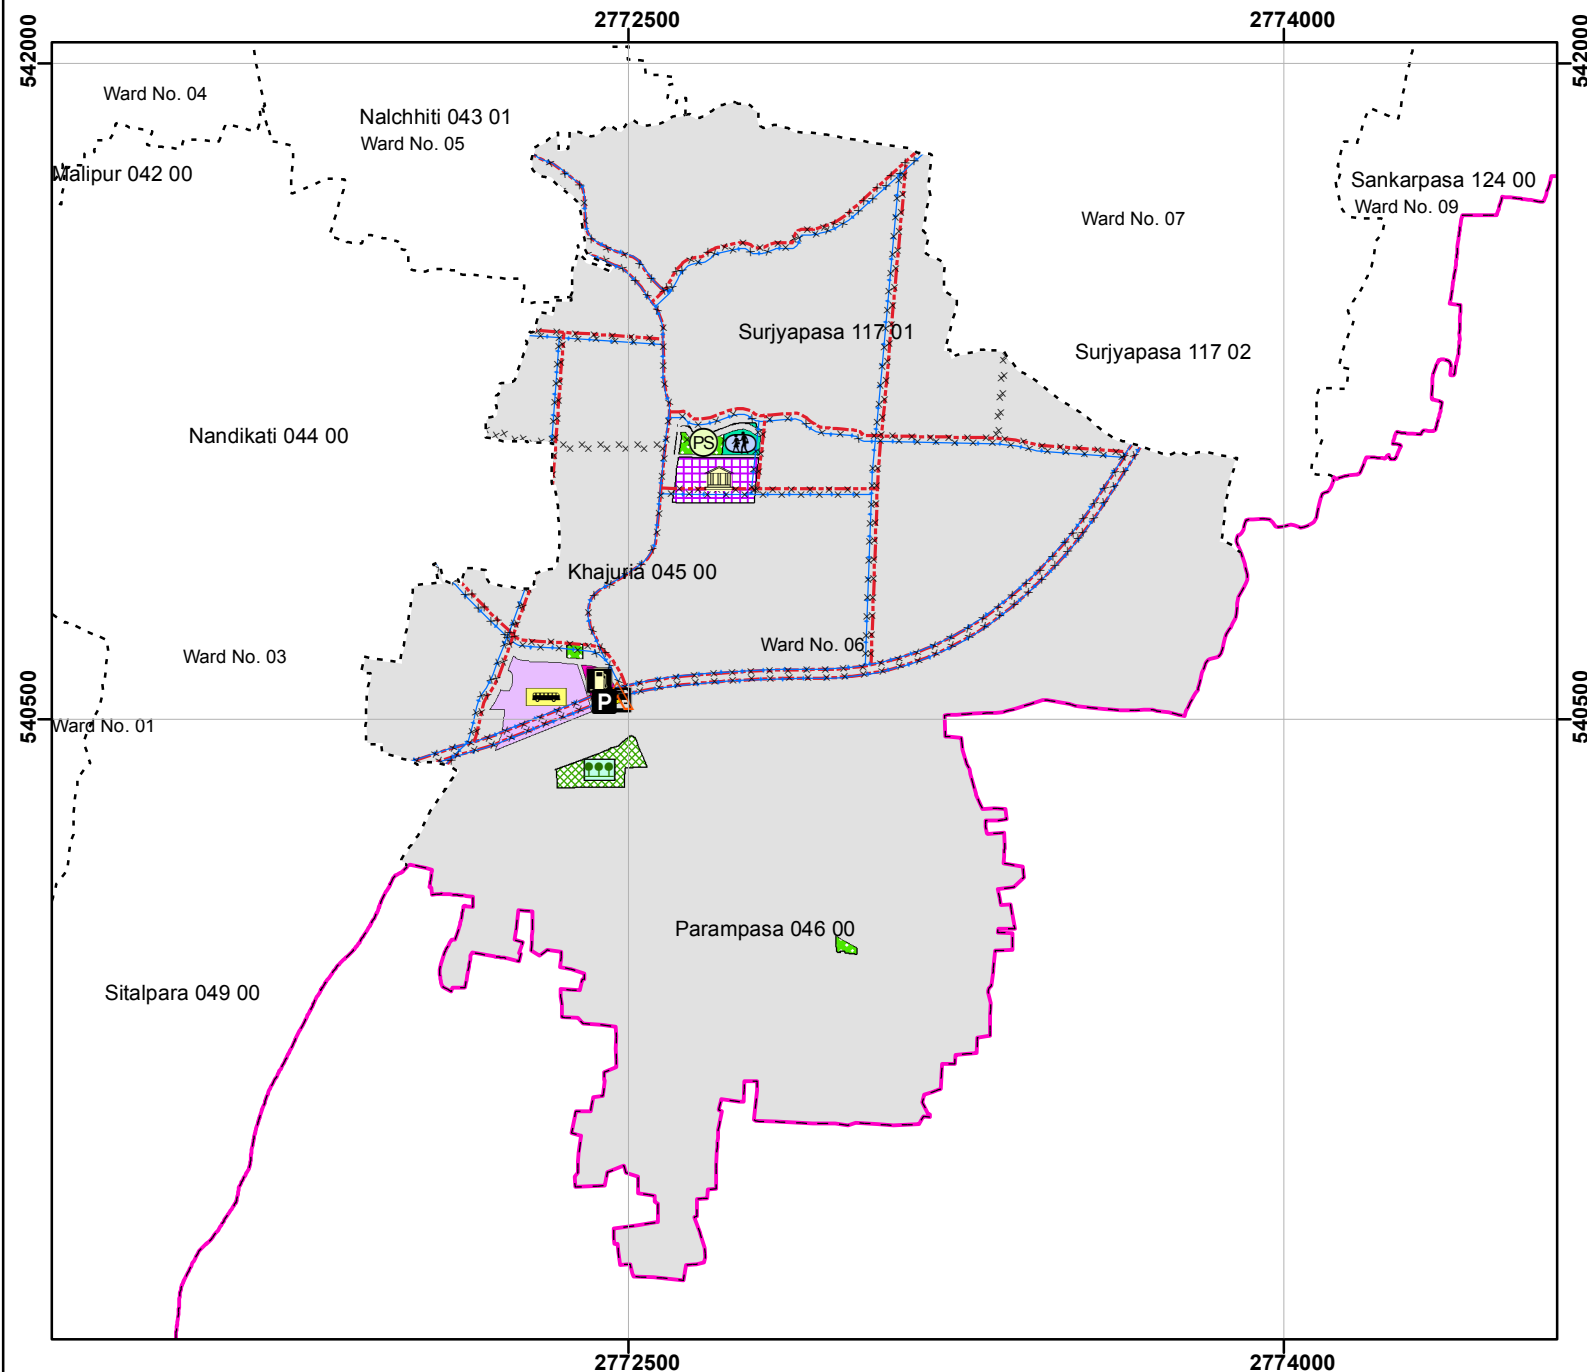 2772500
2774000
542000
542000
Ward No. 04
Nalchhiti 043 01
Ward No. 05
Malipur 042 00
Sankarpasa 124 00
Ward No. 09
Ward No. 07
Surjyapasa 117 01
Surjyapasa 117 02
Nandikati 044 00
PS
Khajuria 045 00
Ward No. 06
Ward No. 03
P
540500
540500
Ward No. 01
Parampasa 046 00
Sitalpara 049 00
2772500
2774000